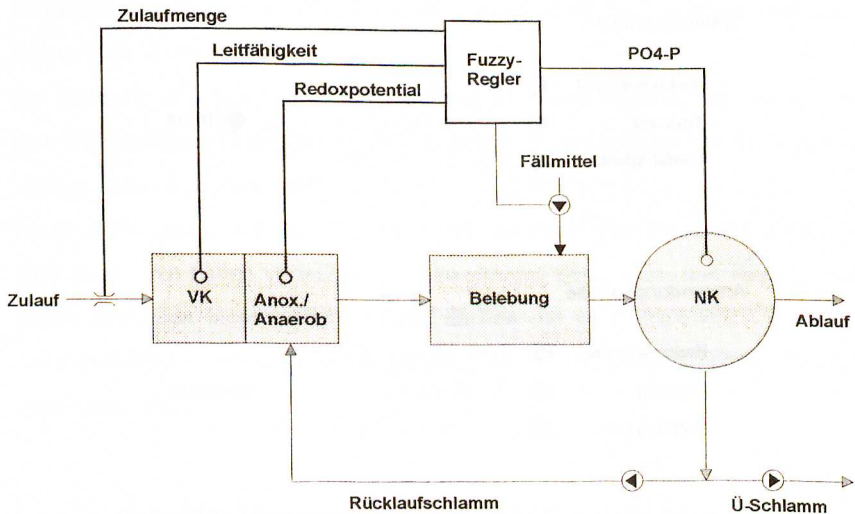 Zulaufmenge
Leitfähigkeit
Redoxpotential
Fuzzy-
Regler
PO4-P
Fällmittel
Zulauf
VK
Anox./
Anaerob
Belebung
NK
Ablauf
Rücklaufschlamm
Ü-Schlamm